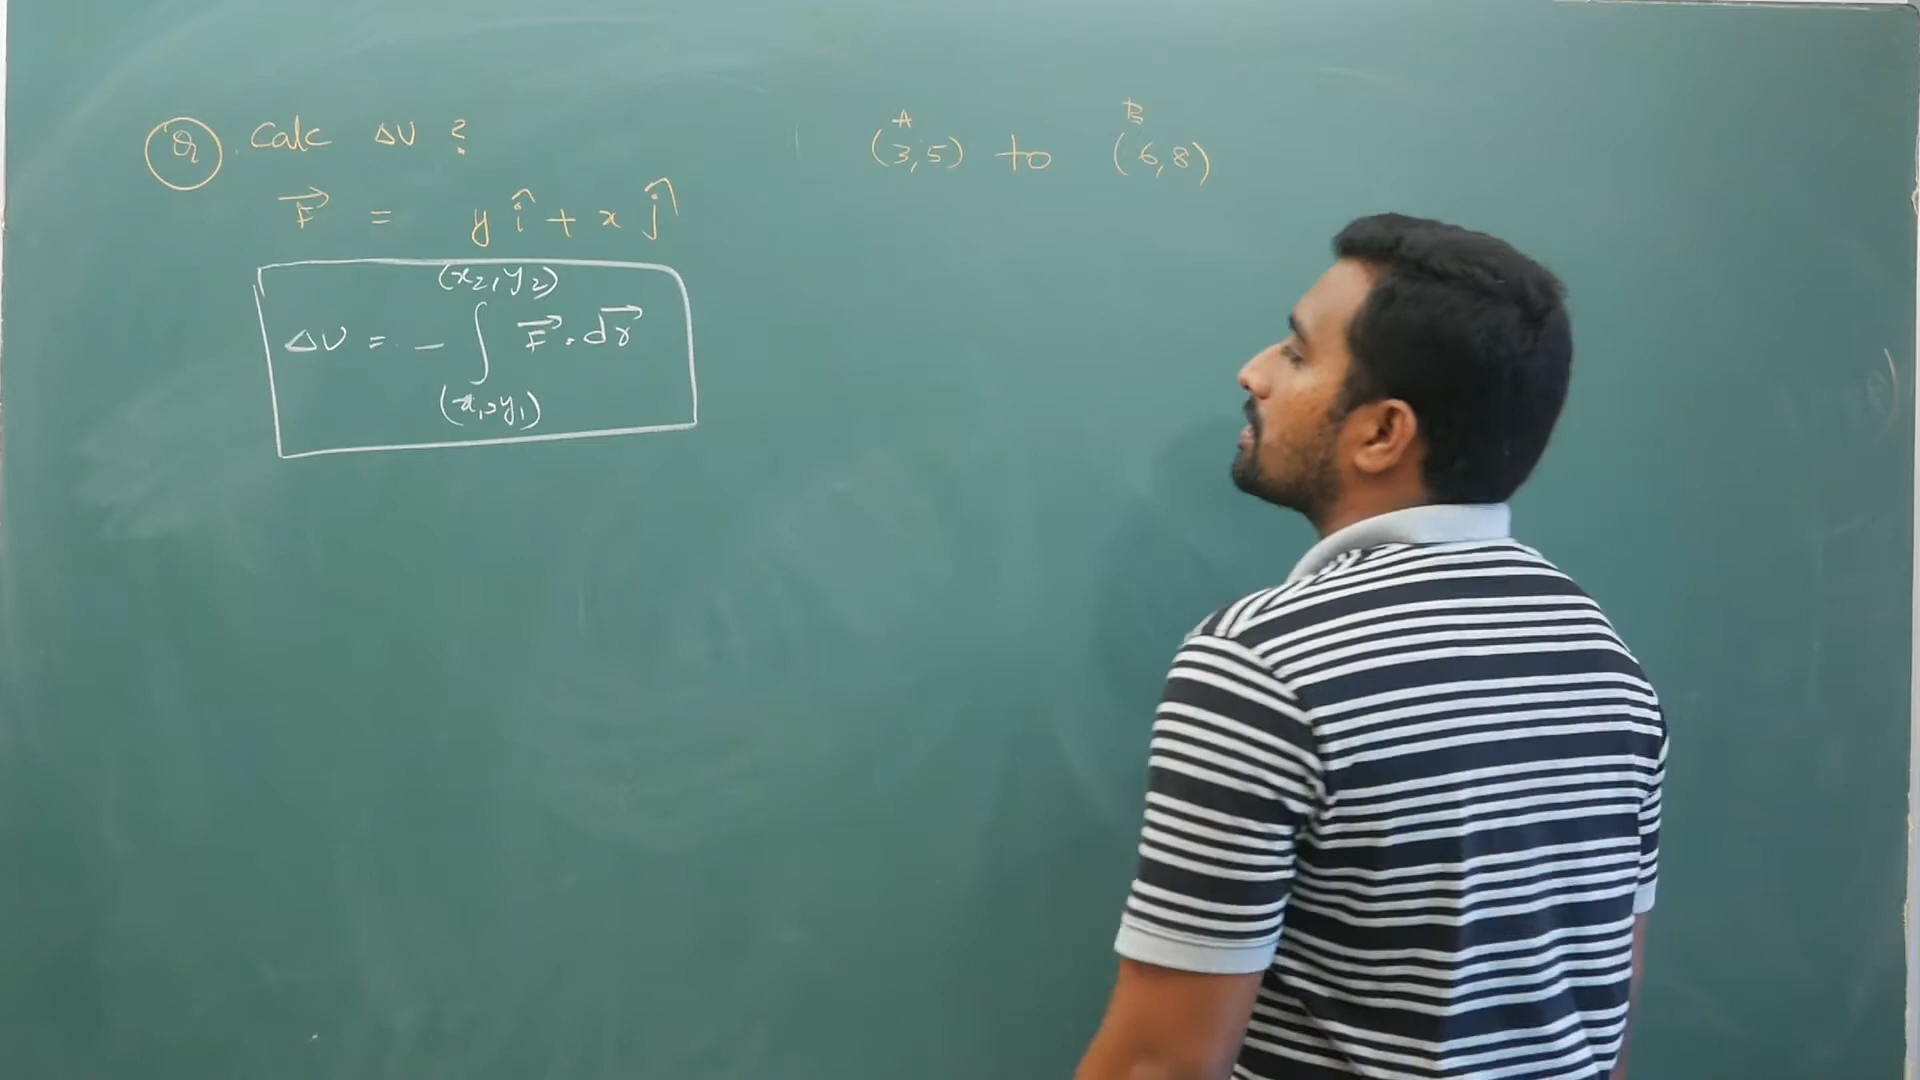 Q. Calc ΔU ?
A B
(3,5) to (6,8)
F⃗ = y î + x ĵ
(x₂, y₂)
ΔU = - ∫ F⃗ . dr⃗
(x₁, y₁)